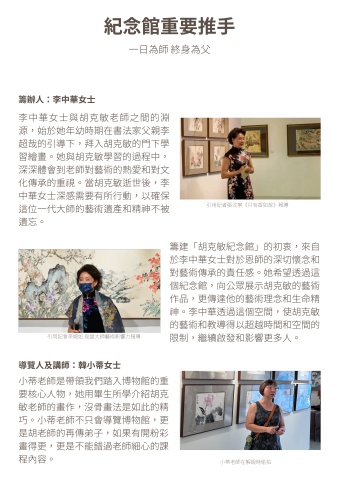 紀念館重要推手
一日為師 終身為父
籌辦人：李中華女士
李中華女士與胡克敏老師之間的淵
源，始於她年幼時期在書法家父親李
超哉的引導下，拜入胡克敏的門下學
習繪畫。她與胡克敏學習的過程中，
深深體會到老師對藝術的熱愛和對文
化傳承的重視。當胡克敏逝世後，李
中華女士深感需要有所行動，以確保
這位一代大師的藝術遺產和精神不被
遺忘。
籌建「胡克敏紀念館」的初衷，來自
於李中華女士對於恩師的深切懷念和
對藝術傳承的責任感。她希望透過這
個紀念館，向公眾展示胡克敏的藝術
作品，更傳達他的藝術理念和生命精
神。李中華透過這個空間，使胡克敏
的藝術和教導得以超越時間和空間的
限制，繼續啟發和影響更多人。
導覽人及講師：韓小蒂女士
小蒂老師是帶領我們踏入博物館的重
要核心人物，她用畢生所學介紹胡克
敏老師的畫作，沒骨畫法是如此的精
巧。小蒂老師不只會導覽博物館，更
是胡老師的再傳弟子，如果有開粉彩
畫得更，更是不能錯過老師細心的課
程內容。
小蒂老師在解說時側拍